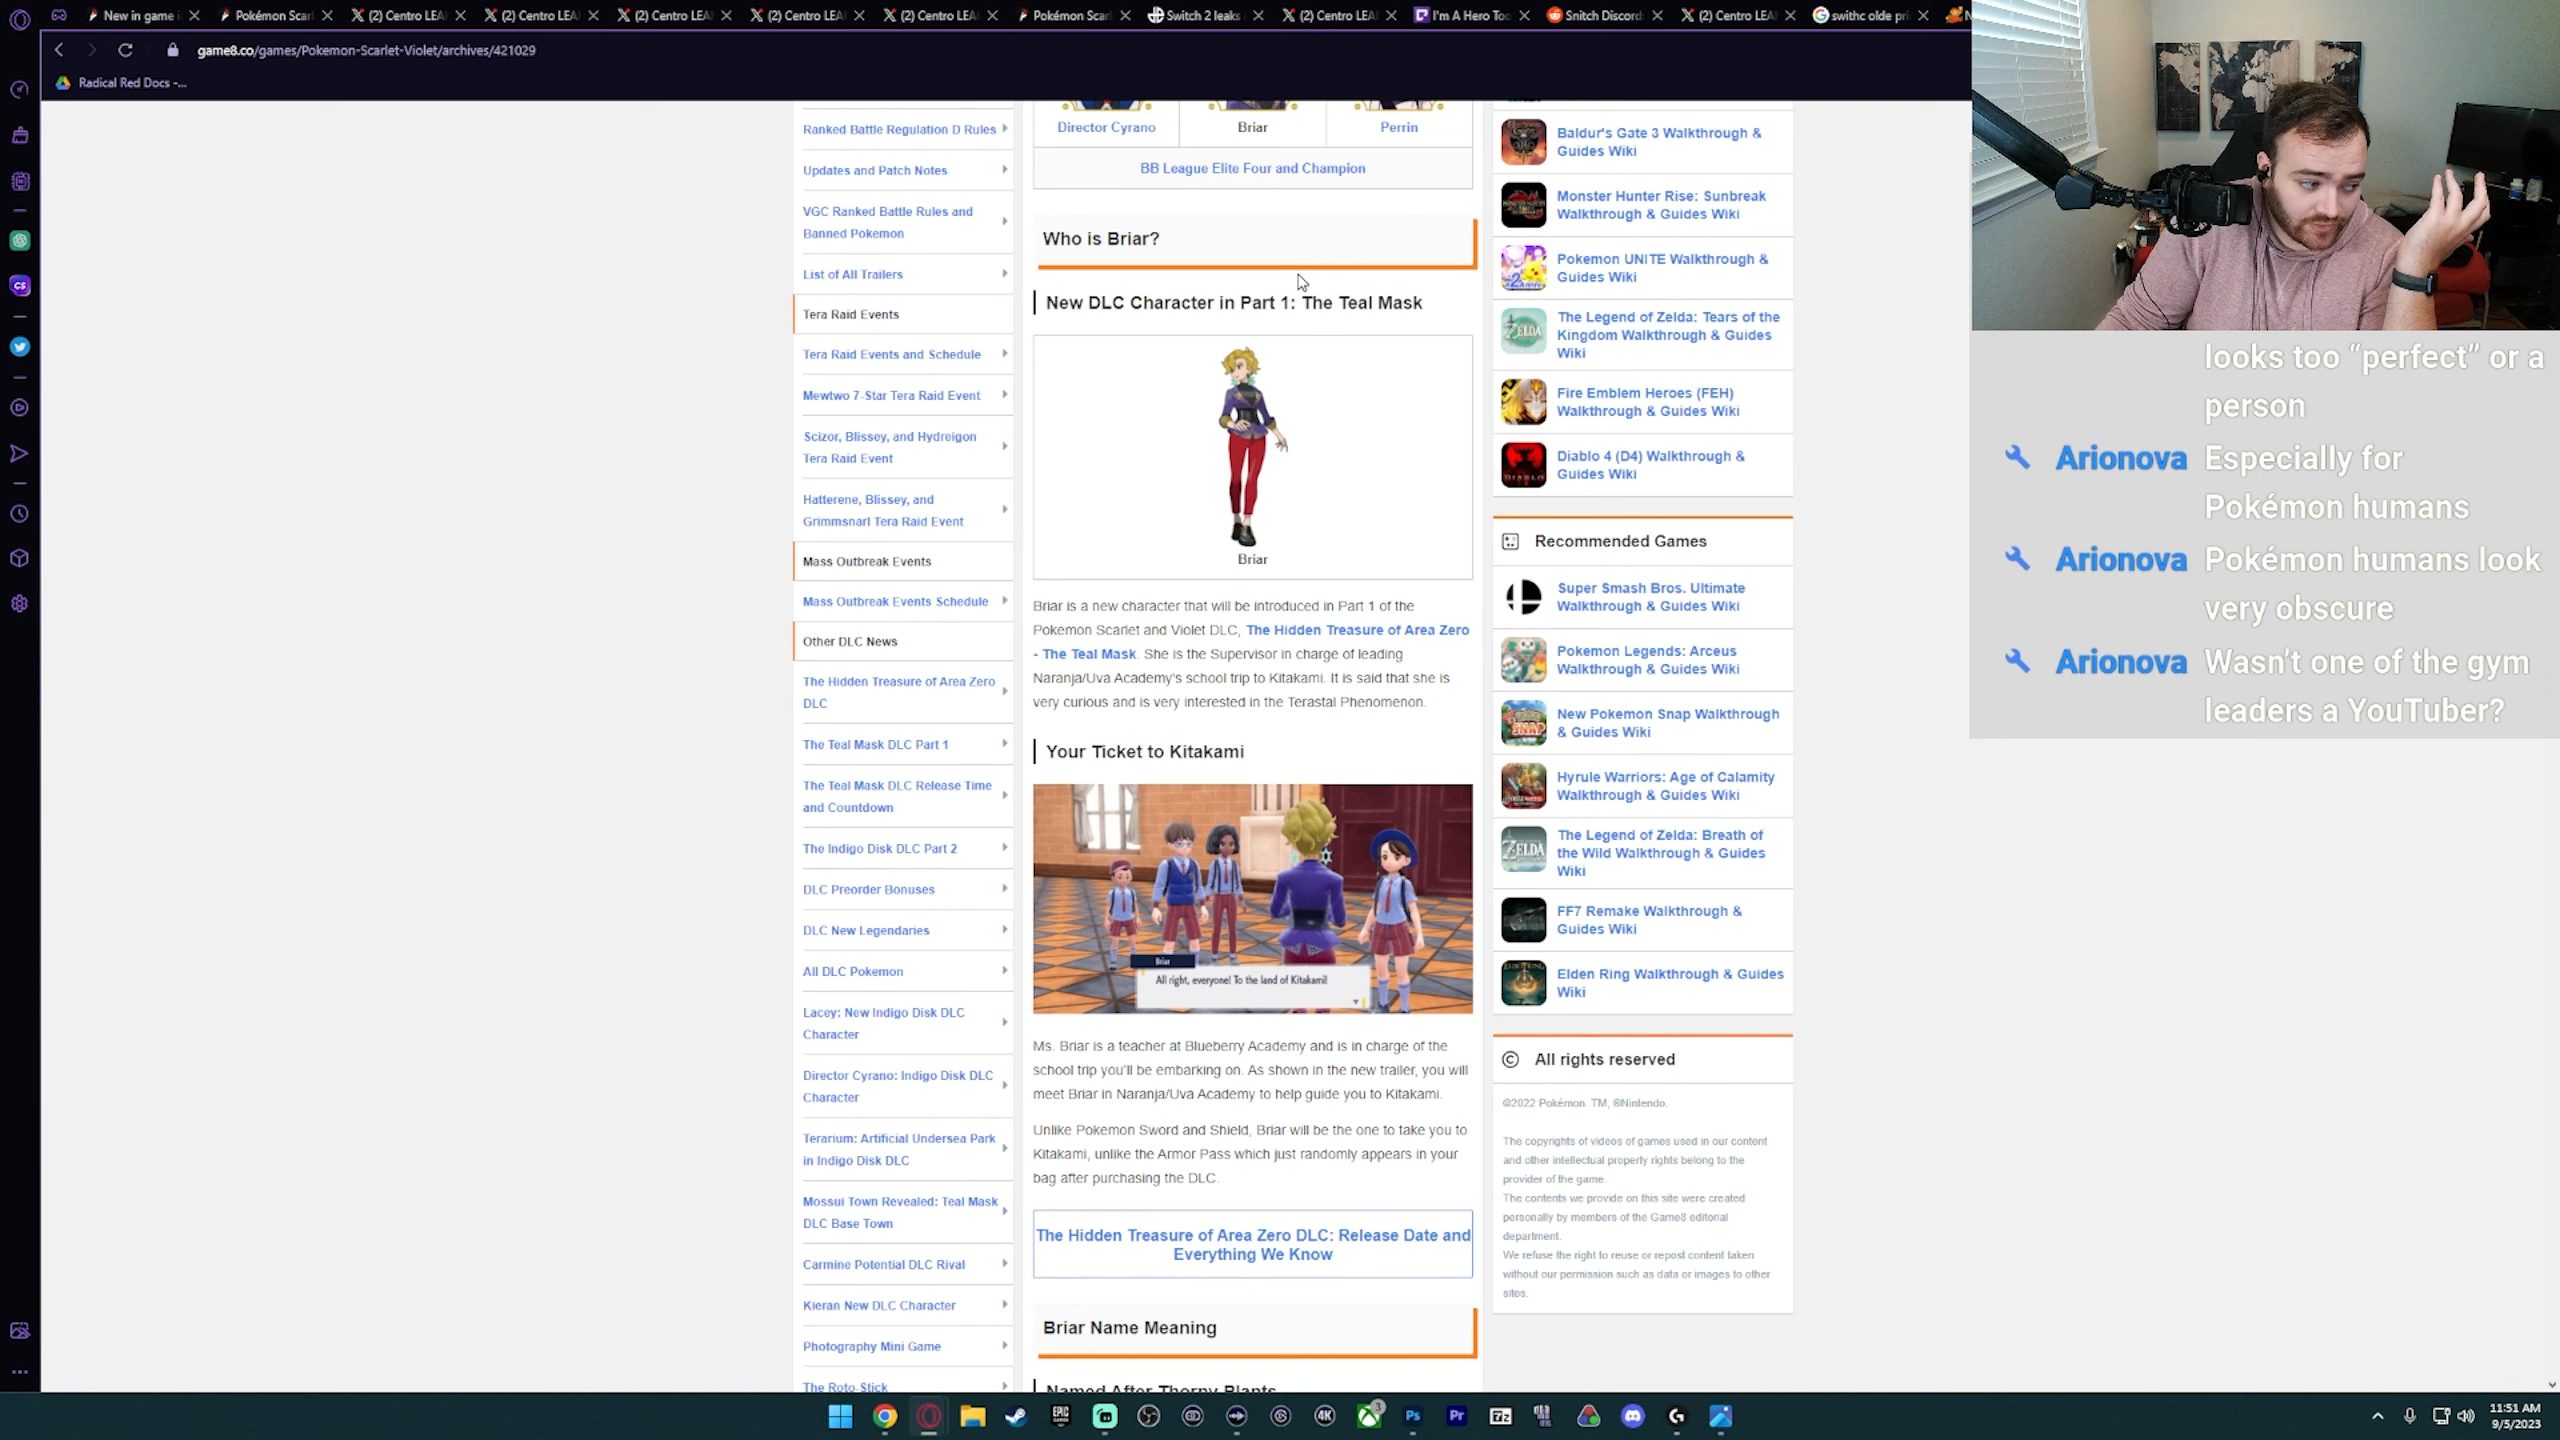 New in game i
Pokémon Scarl
(2) Centro LEA
(2) Centro LEA
(2) Centro LEA
(2) Centro LEA
(2) Centro LEA
Pokémon Scarl
Switch 2 leaks
(2) Centro LEA
I'm A Hero Too
Snitch Discord
(2) Centro LEA
swithc olde pri
game8.co/games/Pokemon-Scarlet-Violet/archives/421029
Radical Red Docs -...
Ranked Battle Regulation D Rules
Updates and Patch Notes
VGC Ranked Battle Rules and
Banned Pokemon
List of All Trailers
Tera Raid Events
Tera Raid Events and Schedule
Mewtwo 7-Star Tera Raid Event
Scizor, Blissey, and Hydreigon
Tera Raid Event
Hatterene, Blissey, and
Grimmsnarl Tera Raid Event
Mass Outbreak Events
Mass Outbreak Events Schedule
Other DLC News
The Hidden Treasure of Area Zero
DLC
The Teal Mask DLC Part 1
The Teal Mask DLC Release Time
and Countdown
The Indigo Disk DLC Part 2
DLC Preorder Bonuses
DLC New Legendaries
All DLC Pokemon
Lacey: New Indigo Disk DLC
Character
Director Cyrano: Indigo Disk DLC
Character
Terarium: Artificial Undersea Park
in Indigo Disk DLC
Mossui Town Revealed: Teal Mask
DLC Base Town
Carmine Potential DLC Rival
Kieran New DLC Character
Photography Mini Game
The Roto-Stick
Director Cyrano
Briar
Perrin
BB League Elite Four and Champion
Who is Briar?
New DLC Character in Part 1: The Teal Mask
Briar
Briar is a new character that will be introduced in Part 1 of the
Pokemon Scarlet and Violet DLC, The Hidden Treasure of Area Zero
- The Teal Mask. She is the Supervisor in charge of leading
Naranja/Uva Academy's school trip to Kitakami. It is said that she is
very curious and is very interested in the Terastal Phenomenon.
Your Ticket to Kitakami
Briar
All right, everyone! To the land of Kitakami!
Ms. Briar is a teacher at Blueberry Academy and is in charge of the
school trip you'll be embarking on. As shown in the new trailer, you will
meet Briar in Naranja/Uva Academy to help guide you to Kitakami.
Unlike Pokemon Sword and Shield, Briar will be the one to take you to
Kitakami, unlike the Armor Pass which just randomly appears in your
bag after purchasing the DLC.
The Hidden Treasure of Area Zero DLC: Release Date and
Everything We Know
Briar Name Meaning
Named After Thorny Plants
Baldur's Gate 3 Walkthrough &
Guides Wiki
Monster Hunter Rise: Sunbreak
Walkthrough & Guides Wiki
Pokemon UNITE Walkthrough &
Guides Wiki
The Legend of Zelda: Tears of the
Kingdom Walkthrough & Guides
Wiki
Fire Emblem Heroes (FEH)
Walkthrough & Guides Wiki
Diablo 4 (D4) Walkthrough &
Guides Wiki
Recommended Games
Super Smash Bros. Ultimate
Walkthrough & Guides Wiki
Pokemon Legends: Arceus
Walkthrough & Guides Wiki
New Pokemon Snap Walkthrough
& Guides Wiki
Hyrule Warriors: Age of Calamity
Walkthrough & Guides Wiki
The Legend of Zelda: Breath of
the Wild Walkthrough & Guides
Wiki
FF7 Remake Walkthrough &
Guides Wiki
Elden Ring Walkthrough & Guides
Wiki
All rights reserved
©2022 Pokémon. TM, ®Nintendo.
The copyrights of videos of games used in our content
and other intellectual property rights belong to the
provider of the game.
The contents we provide on this site were created
personally by members of the Game8 editorial
department.
We refuse the right to reuse or repost content taken
without our permission such as data or images to other
sites.
looks too “perfect” or a
person
Arionova Especially for
Pokémon humans
Arionova Pokémon humans look
very obscure
Arionova Wasn’t one of the gym
leaders a YouTuber?
11:51 AM
9/5/2023